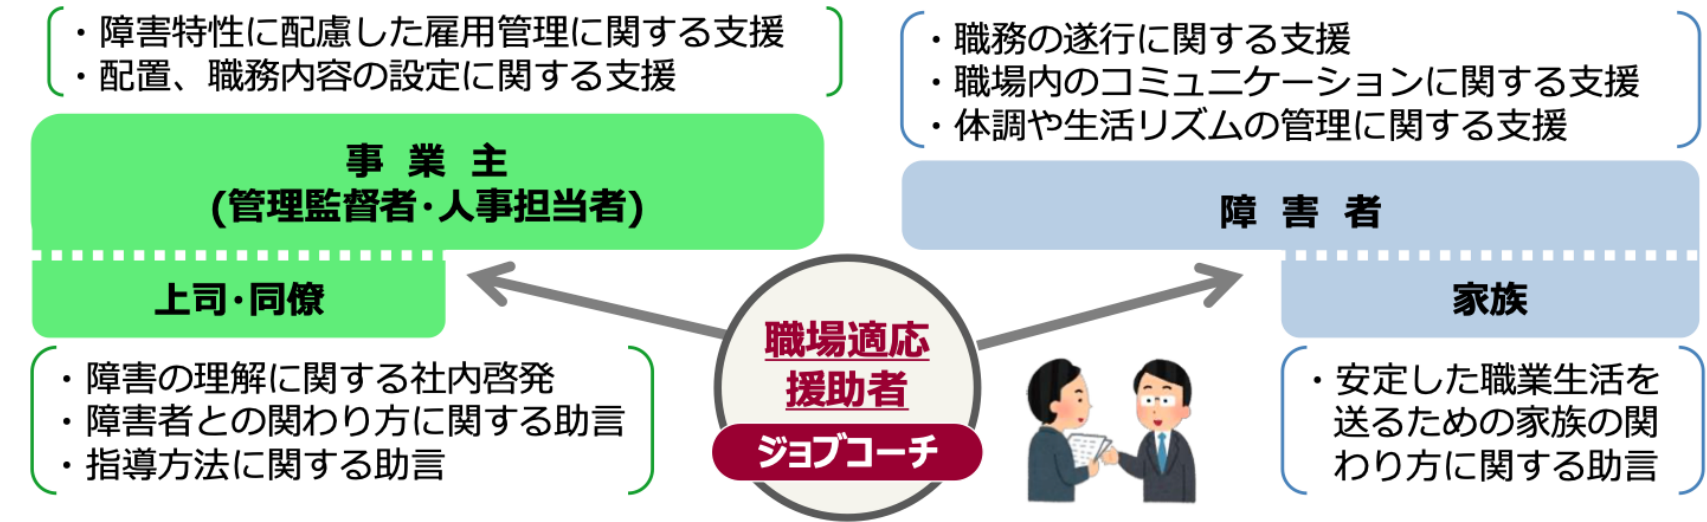 ・障害特性に配慮した雇用管理に関する支援
・配置、職務内容の設定に関する支援
事 業 主
(管理監督者・人事担当者)
上司・同僚
・障害の理解に関する社内啓発
・障害者との関わり方に関する助言
・指導方法に関する助言
職場適応
援助者
ジョブコーチ
・職務の遂行に関する支援
・職場内のコミュニケーションに関する支援
・体調や生活リズムの管理に関する支援
障 害 者
家族
・安定した職業生活を
送るための家族の関
わり方に関する助言